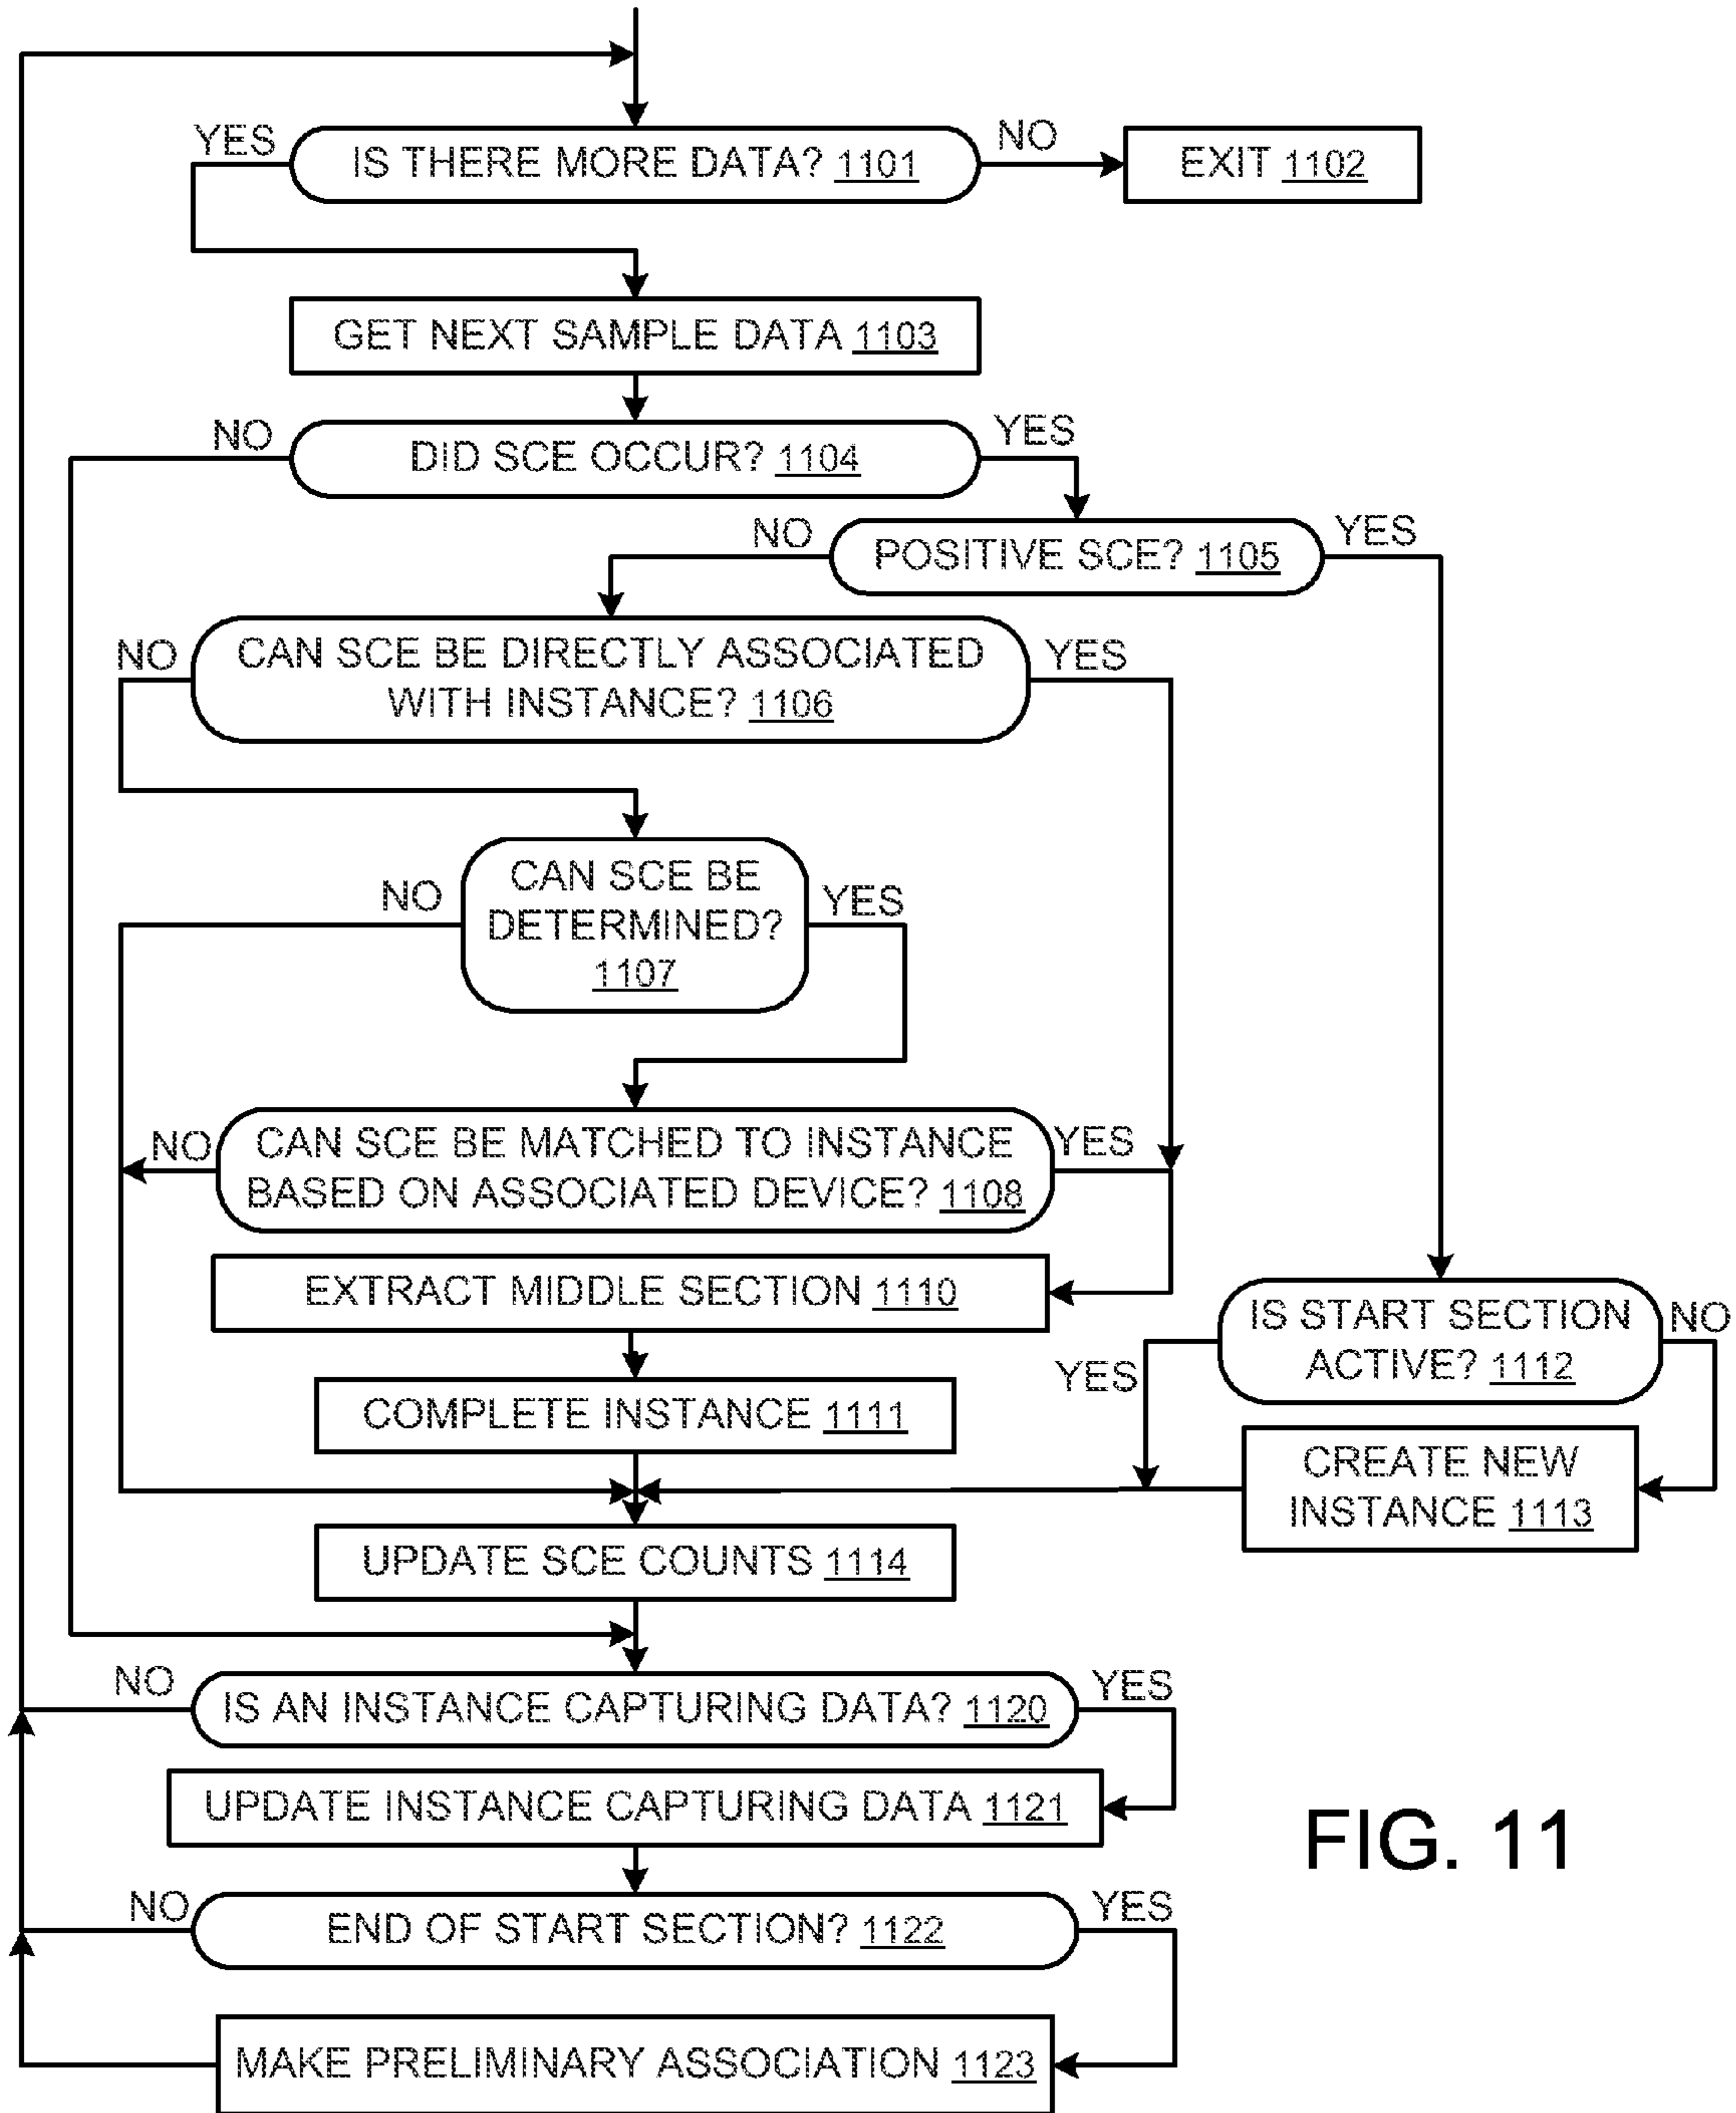 YES
IS THERE MORE DATA? 1101
NO
EXIT 1102
GET NEXT SAMPLE DATA 1103
NO
DID SCE OCCUR? 1104
YES
NO
POSITIVE SCE? 1105
YES
NO
CAN SCE BE DIRECTLY ASSOCIATED
WITH INSTANCE? 1106
YES
NO
CAN SCE BE
DETERMINED?
1107
YES
NO
CAN SCE BE MATCHED TO INSTANCE
BASED ON ASSOCIATED DEVICE? 1108
YES
EXTRACT MIDDLE SECTION 1110
IS START SECTION
ACTIVE? 1112
NO
YES
COMPLETE INSTANCE 1111
CREATE NEW
INSTANCE 1113
UPDATE SCE COUNTS 1114
NO
IS AN INSTANCE CAPTURING DATA? 1120
YES
UPDATE INSTANCE CAPTURING DATA 1121
NO
END OF START SECTION? 1122
YES
MAKE PRELIMINARY ASSOCIATION 1123
FIG. 11